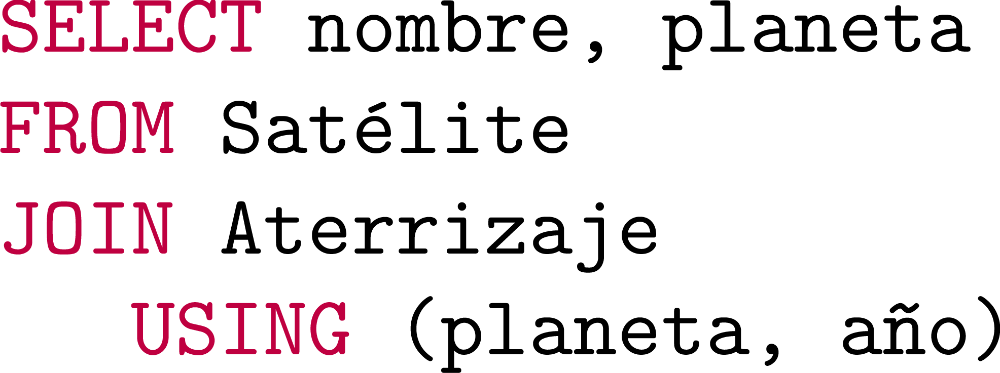 SELECT nombre, planeta
FROM Satélite
JOIN Aterrizaje
   USING (planeta, año)